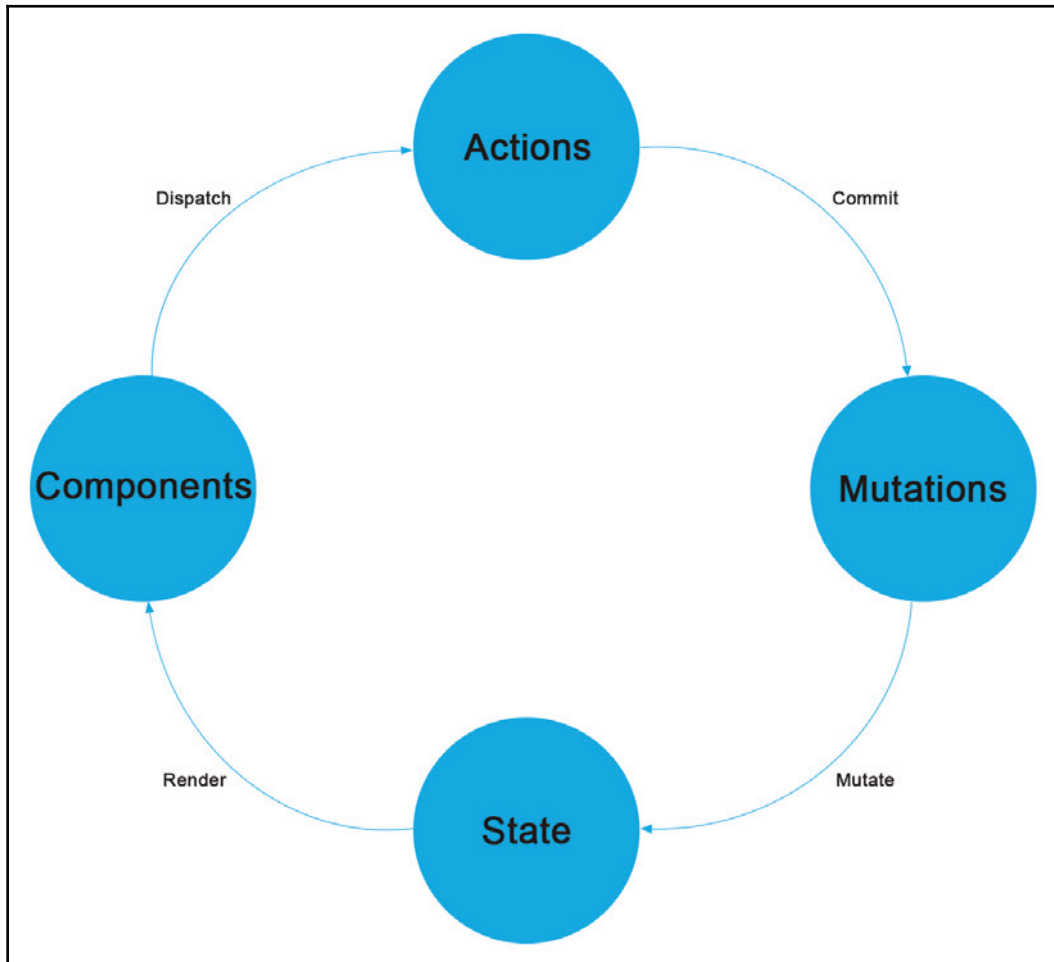 Actions
Dispatch
Commit
Components
Mutations
Render
Mutate
State